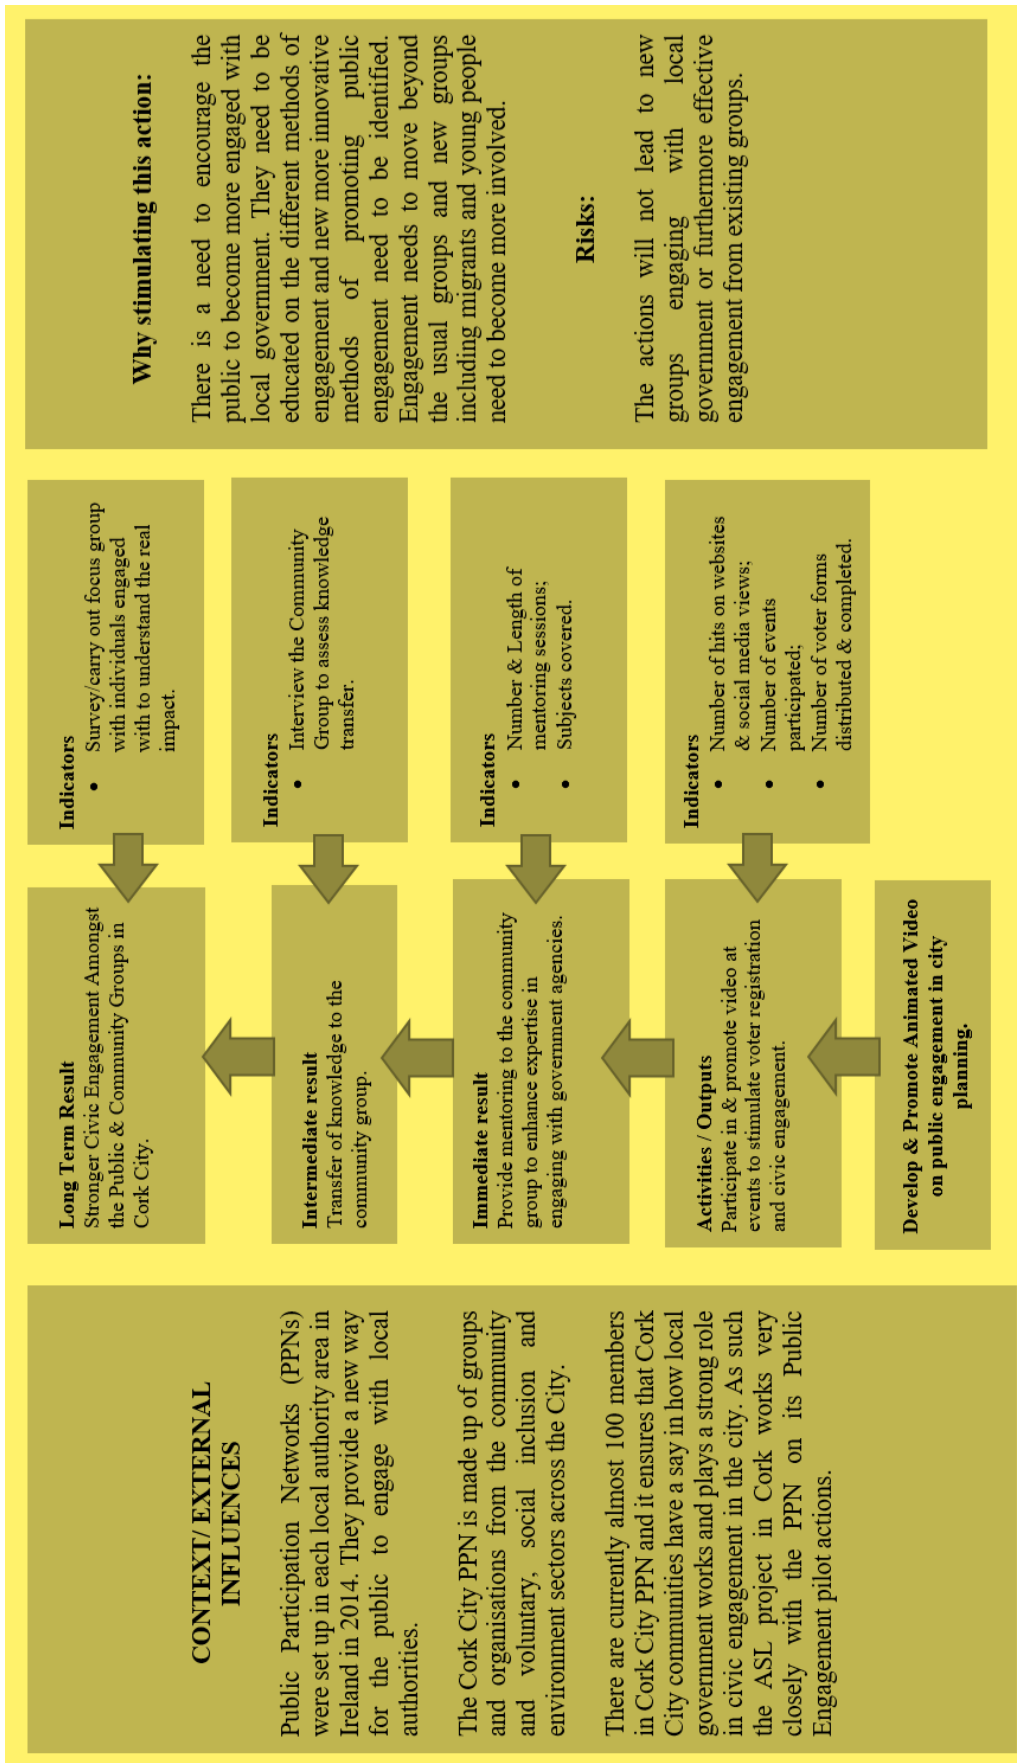 CONTEXT/ EXTERNAL
INFLUENCES
Public Participation Networks (PPNs)
were set up in each local authority area in
Ireland in 2014. They provide a new way
for the public to engage with local
authorities.
The Cork City PPN is made up of groups
and organisations from the community
and voluntary, social inclusion and
environment sectors across the City.
There are currently almost 100 members
in Cork City PPN and it ensures that Cork
City communities have a say in how local
government works and plays a strong role
in civic engagement in the city. As such
the ASL project in Cork works very
closely with the PPN on its Public
Engagement pilot actions.
Long Term Result
Stronger Civic Engagement Amongst
the Public & Community Groups in
Cork City.
Intermediate result
Transfer of knowledge to the
community group.
Immediate result
Provide mentoring to the community
group to enhance expertise in
engaging with government agencies.
Activities / Outputs
Participate in & promote video at
events to stimulate voter registration
and civic engagement.
Develop & Promote Animated Video
on public engagement in city
planning.
Indicators
• Survey/carry out focus group
with individuals engaged
with to understand the real
impact.
Indicators
• Interview the Community
Group to assess knowledge
transfer.
Indicators
• Number & Length of
mentoring sessions;
• Subjects covered.
Indicators
• Number of hits on websites
& social media views;
• Number of events
participated;
• Number of voter forms
distributed & completed.
Why stimulating this action:
There is a need to encourage the
public to become more engaged with
local government. They need to be
educated on the different methods of
engagement and new more innovative
methods of promoting public
engagement need to be identified.
Engagement needs to move beyond
the usual groups and new groups
including migrants and young people
need to become more involved.
Risks:
The actions will not lead to new
groups engaging with local
government or furthermore effective
engagement from existing groups.